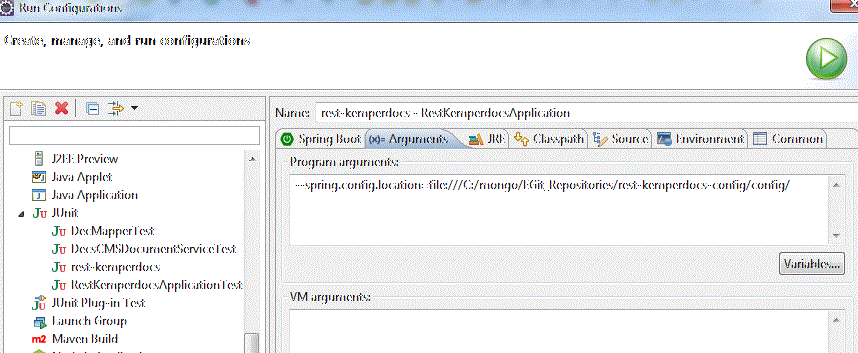 Run Configurations
Create, manage, and run configurations
Name: rest-kemperdocs - RestKemperdocsApplication
Spring Boot (x)= Arguments JRE Classpath Source Environment Common
J2EE Preview
Java Applet
Java Application
JUnit
DocMapperTest
DocsCMSDocumentServiceTest
rest-kemperdocs
RestKemperdocsApplicationTest
JUnit Plug-in Test
Launch Group
m2 Maven Build
Program arguments:
--spring.config.location=file:///C:/mongo/EGit_Repositories/rest-kemperdocs-config/config/
Variables...
VM arguments: